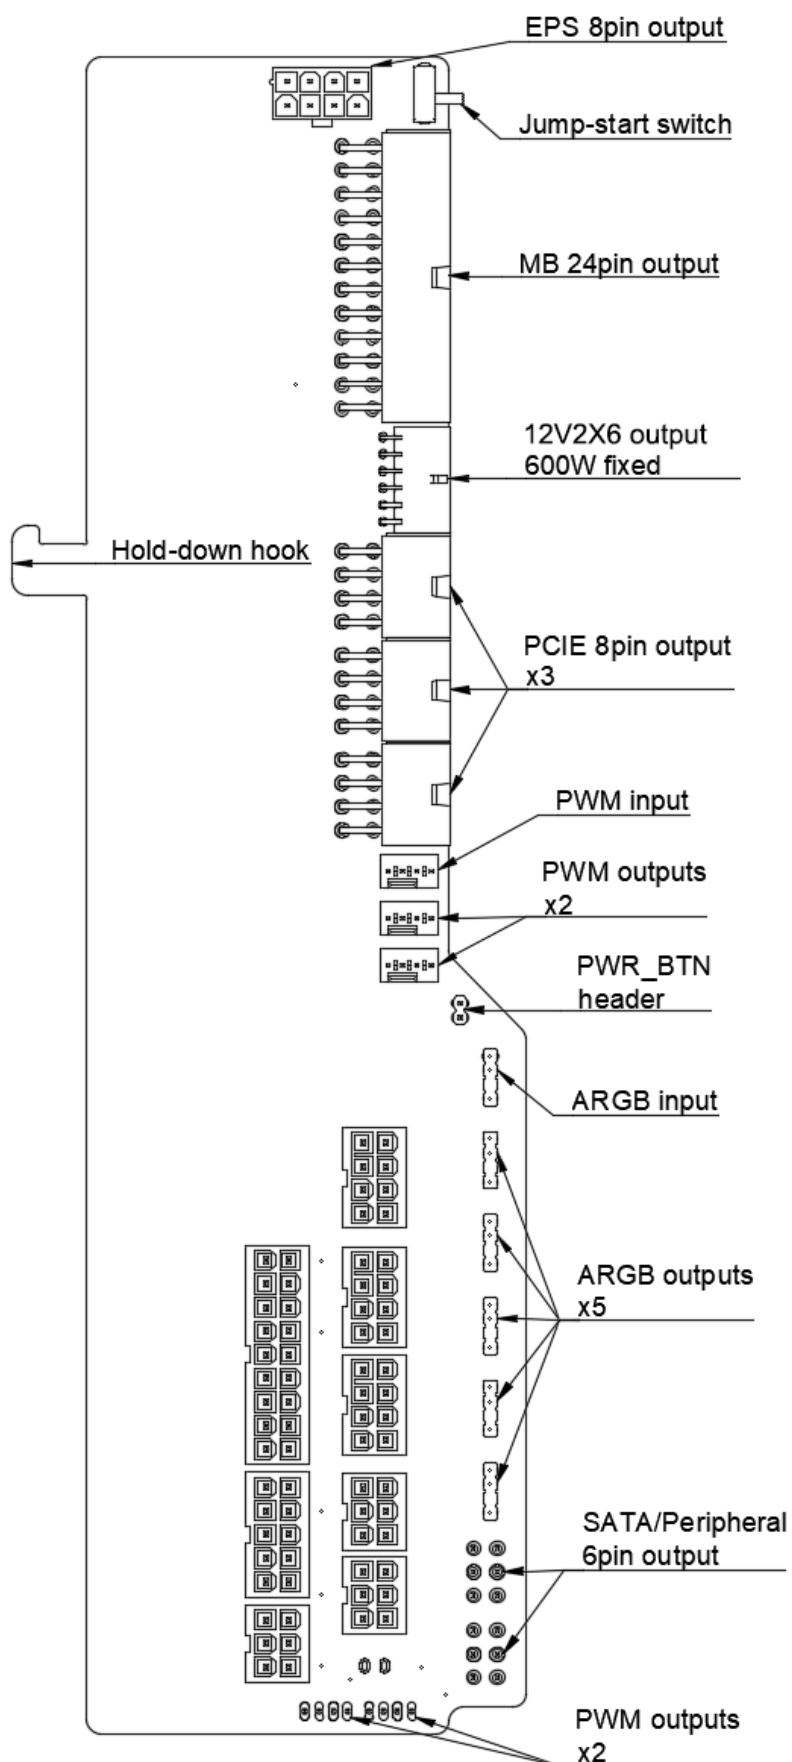 EPS 8pin output
Jump-start switch
MB 24pin output
12V2X6 output
600W fixed
Hold-down hook
PCIE 8pin output
x3
PWM input
PWM outputs
x2
PWR_BTN
header
ARGB input
ARGB outputs
x5
SATA/Peripheral
6pin output
PWM outputs
x2